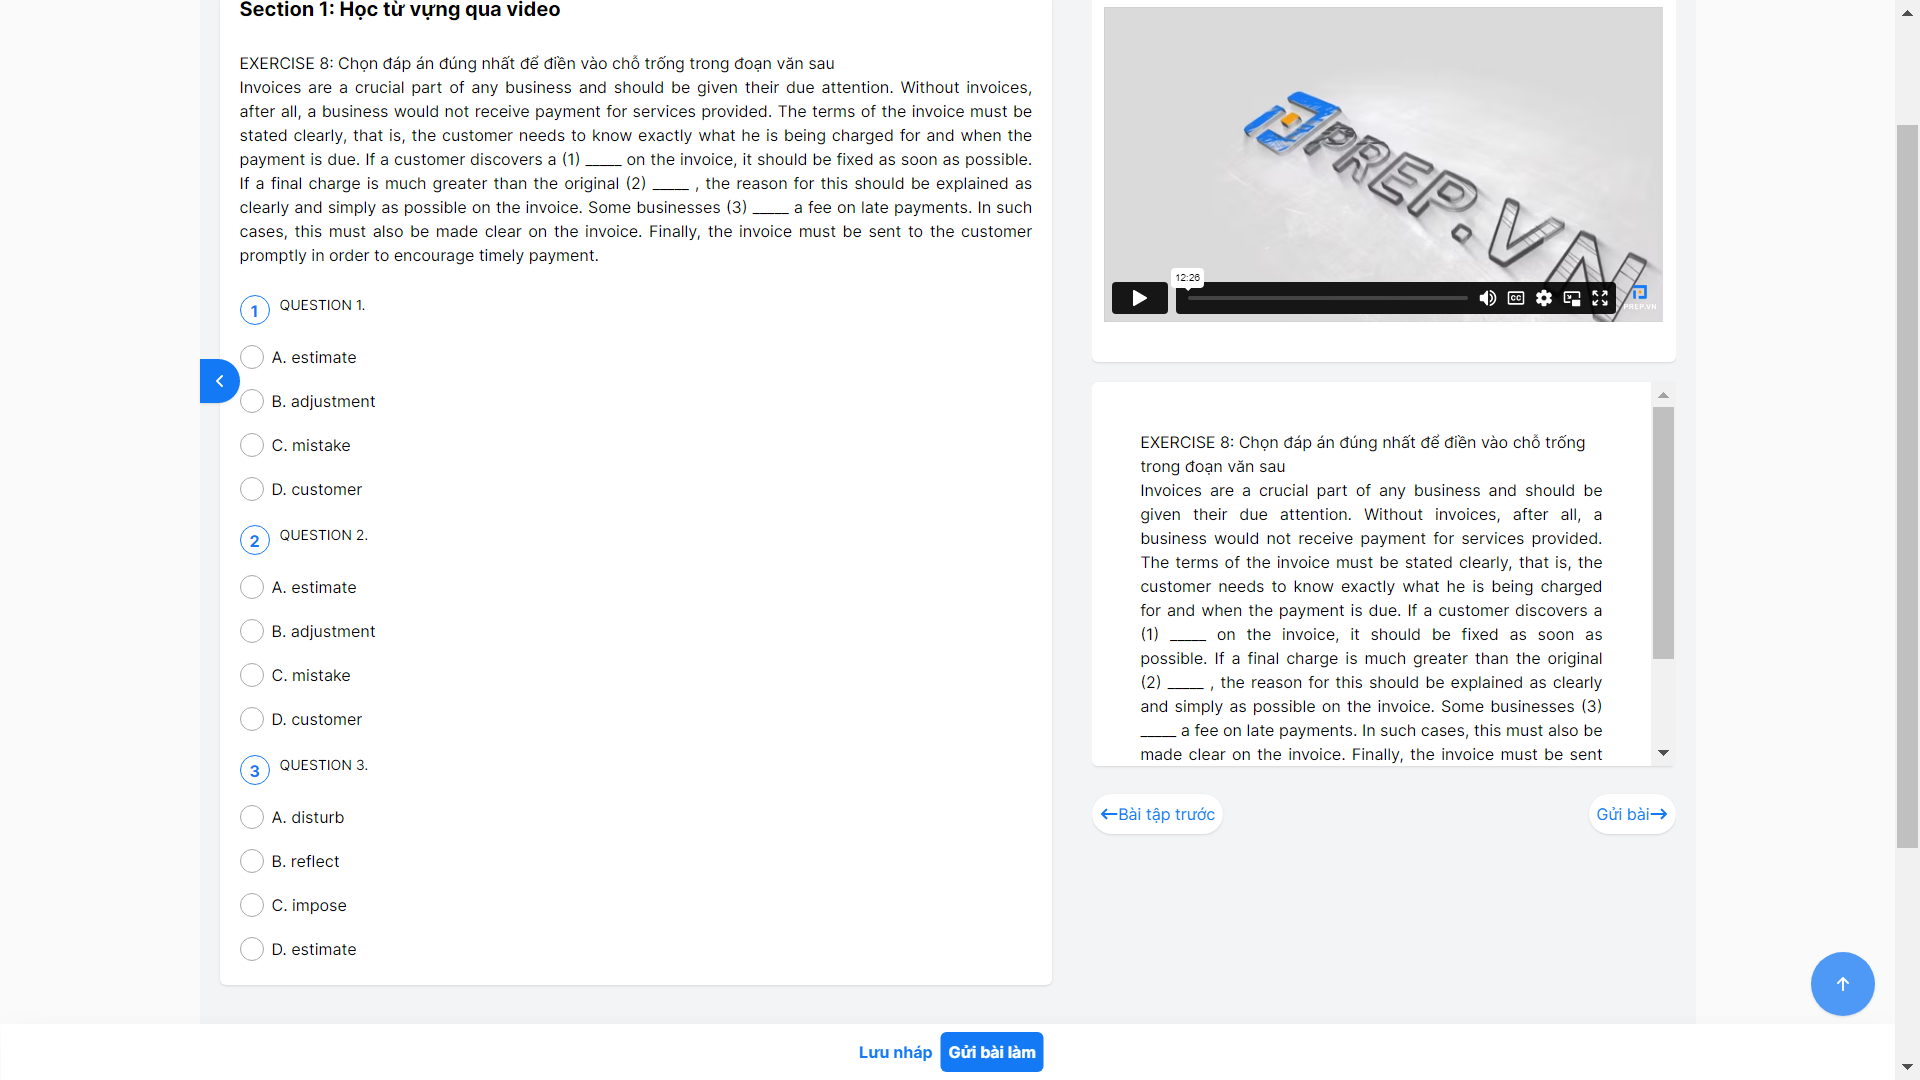 Section 1: Học từ vựng qua video
EXERCISE 8: Chọn đáp án đúng nhất để điền vào chỗ trống trong đoạn văn sau
Invoices are a crucial part of any business and should be given their due attention. Without invoices,
after all, a business would not receive payment for services provided. The terms of the invoice must be
stated clearly, that is, the customer needs to know exactly what he is being charged for and when the
payment is due. If a customer discovers a (1) _____ on the invoice, it should be fixed as soon as possible.
If a final charge is much greater than the original (2) _____ , the reason for this should be explained as
clearly and simply as possible on the invoice. Some businesses (3) _____ a fee on late payments. In such
cases, this must also be made clear on the invoice. Finally, the invoice must be sent to the customer
promptly in order to encourage timely payment.
1 QUESTION 1.
A. estimate
B. adjustment
C. mistake
D. customer
2 QUESTION 2.
A. estimate
B. adjustment
C. mistake
D. customer
3 QUESTION 3.
A. disturb
B. reflect
C. impose
D. estimate
PREP.VN
12:26
CC
PREP.VN
EXERCISE 8: Chọn đáp án đúng nhất để điền vào chỗ trống
trong đoạn văn sau
Invoices are a crucial part of any business and should be
given their due attention. Without invoices, after all, a
business would not receive payment for services provided.
The terms of the invoice must be stated clearly, that is, the
customer needs to know exactly what he is being charged
for and when the payment is due. If a customer discovers a
(1) _____ on the invoice, it should be fixed as soon as
possible. If a final charge is much greater than the original
(2) _____ , the reason for this should be explained as clearly
and simply as possible on the invoice. Some businesses (3)
_____ a fee on late payments. In such cases, this must also be
made clear on the invoice. Finally, the invoice must be sent
Bài tập trước
Gửi bài
Lưu nháp
Gửi bài làm